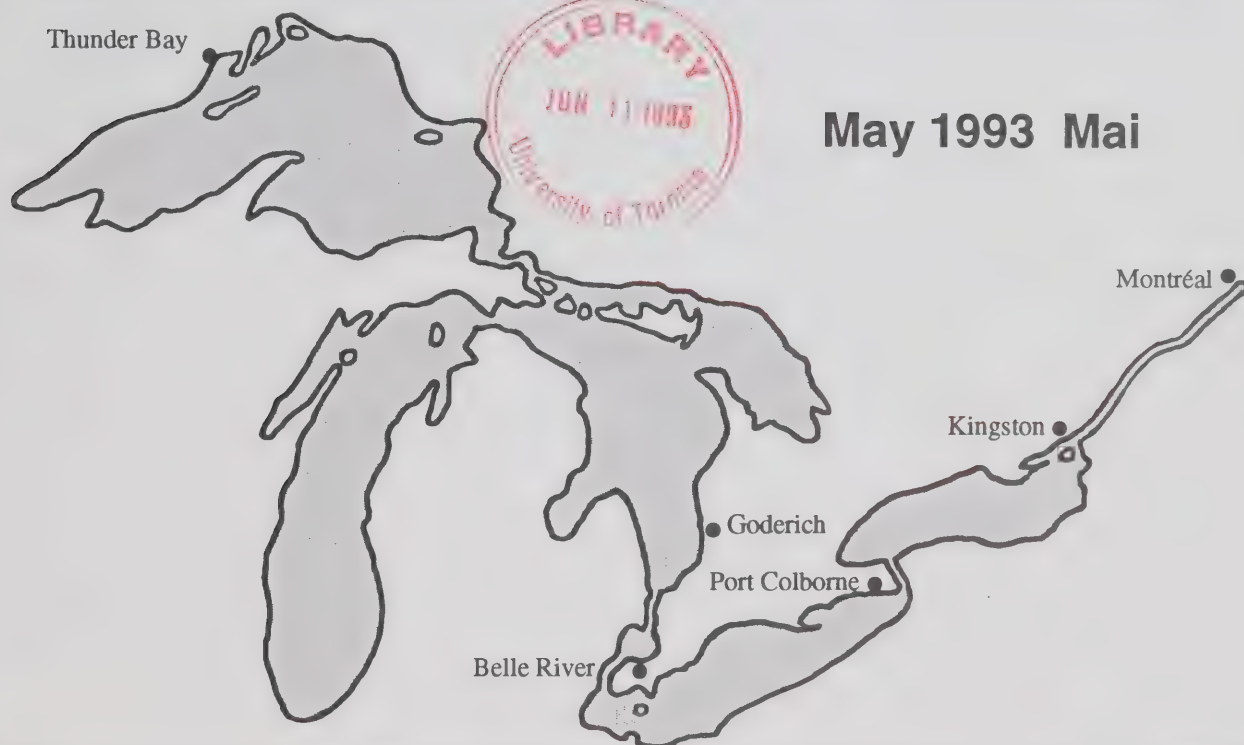 Thunder Bay
LIBRARY
JUN 11 1993
University of Toronto
May 1993 Mai
Montréal
Kingston
Goderich
Port Colborne
Belle River